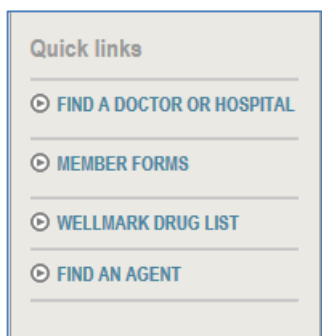 Quick links
FIND A DOCTOR OR HOSPITAL
MEMBER FORMS
WELLMARK DRUG LIST
FIND AN AGENT